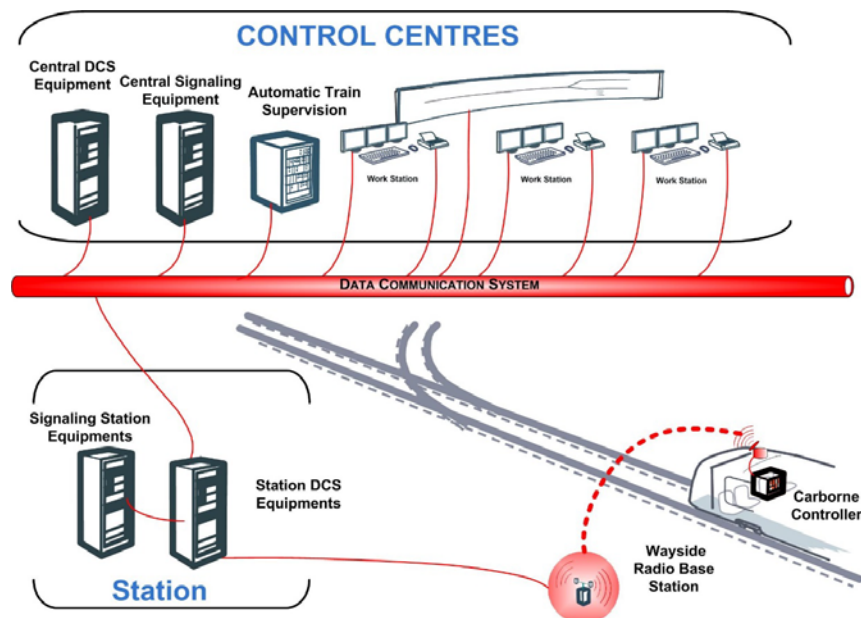 CONTROL CENTRES
Central DCS
Equipment
Central Signaling
Equipment
Automatic Train
Supervision
Work Station
Work Station
Work Station
DATA COMMUNICATION SYSTEM
Signaling Station
Equipments
Station DCS
Equipments
Station
Wayside
Radio Base
Station
Carborne
Controller